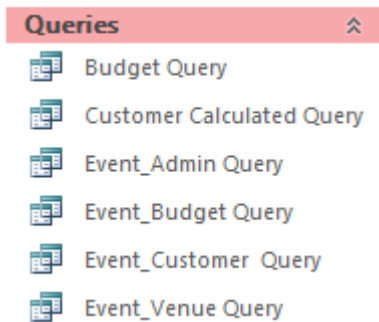 Queries
Budget Query
Customer Calculated Query
Event_Admin Query
Event_Budget Query
Event_Customer  Query
Event_Venue Query